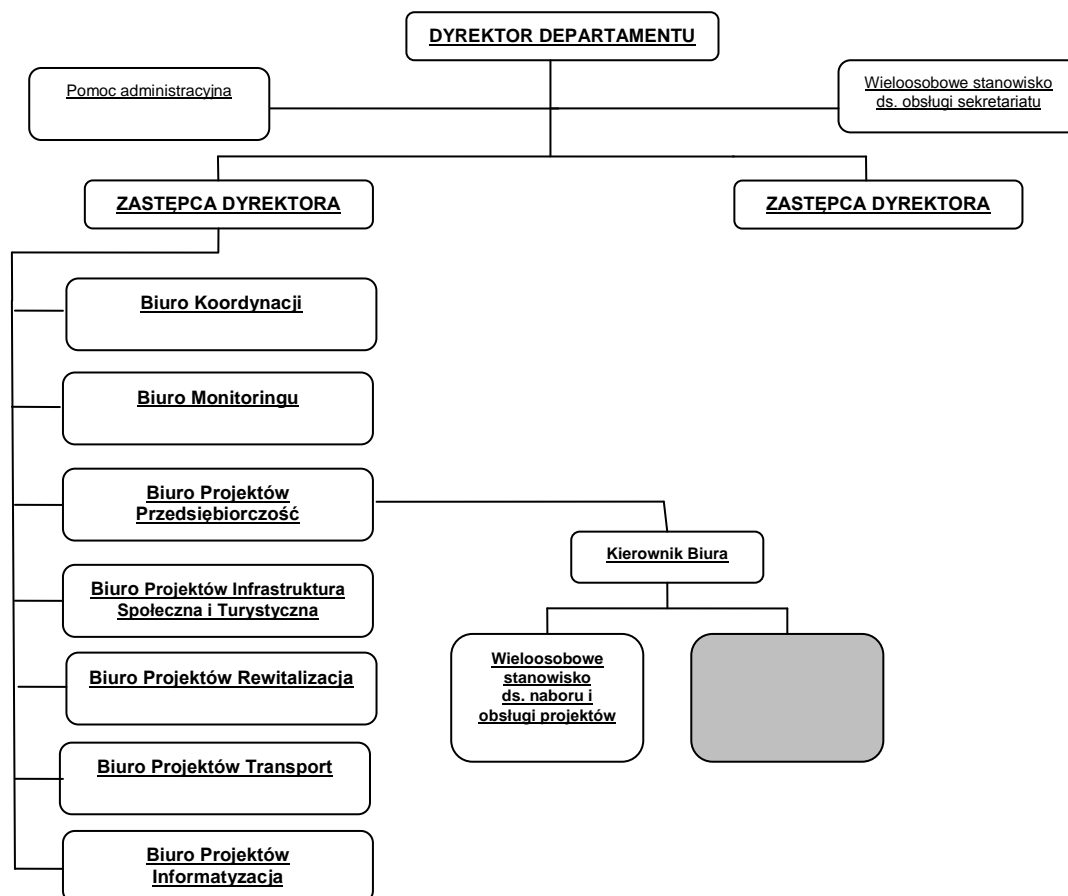 DYREKTOR DEPARTAMENTU
Pomoc administracyjna
Wieloosobowe stanowisko
ds. obsługi sekretariatu
ZASTĘPCA DYREKTORA
ZASTĘPCA DYREKTORA
Biuro Koordynacji
Biuro Monitoringu
Biuro Projektów
Przedsiębiorczość
Kierownik Biura
Biuro Projektów Infrastruktura
Społeczna i Turystyczna
Wieloosobowe
stanowisko
ds. naboru i
obsługi projektów
Biuro Projektów Rewitalizacja
Biuro Projektów Transport
Biuro Projektów
Informatyzacja